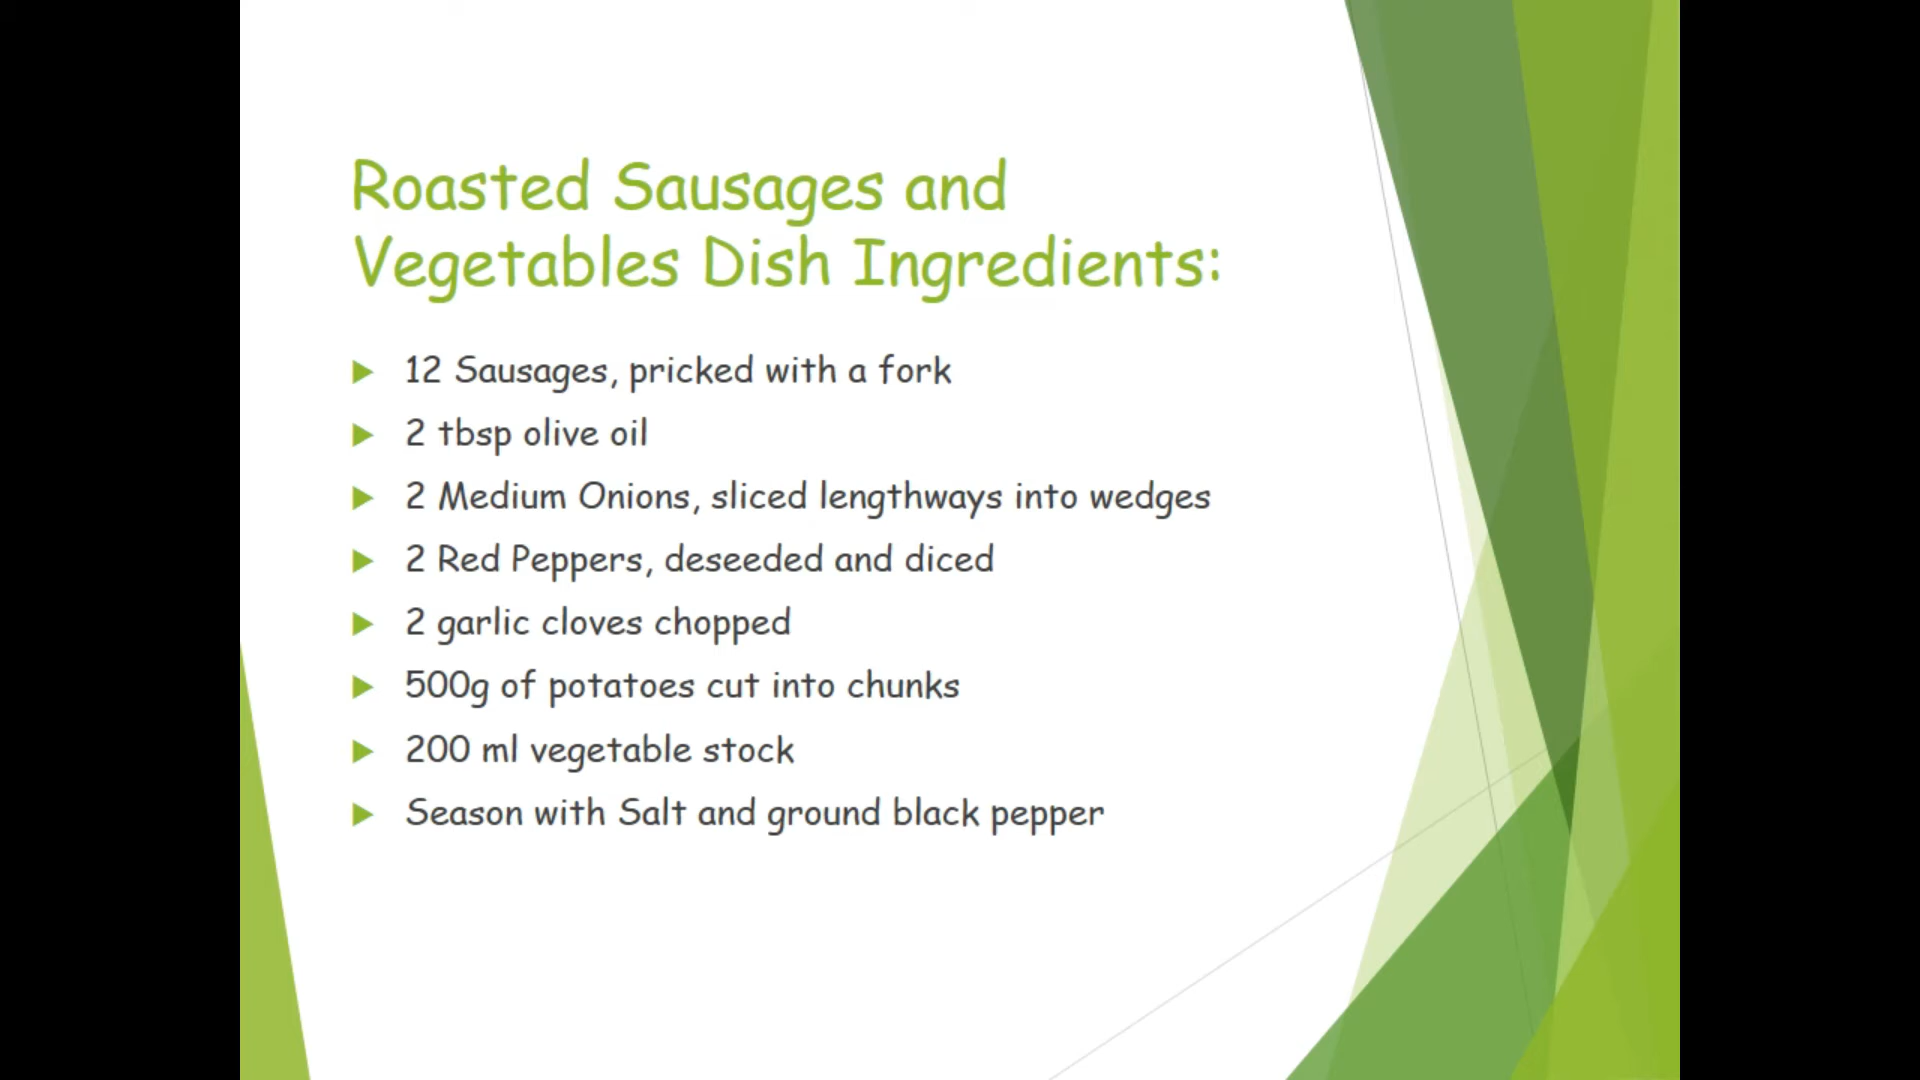 Roasted Sausages and
Vegetables Dish Ingredients:
12 Sausages, pricked with a fork
2 tbsp olive oil
2 Medium Onions, sliced lengthways into wedges
2 Red Peppers, deseeded and diced
2 garlic cloves chopped
500g of potatoes cut into chunks
200 ml vegetable stock
Season with Salt and ground black pepper